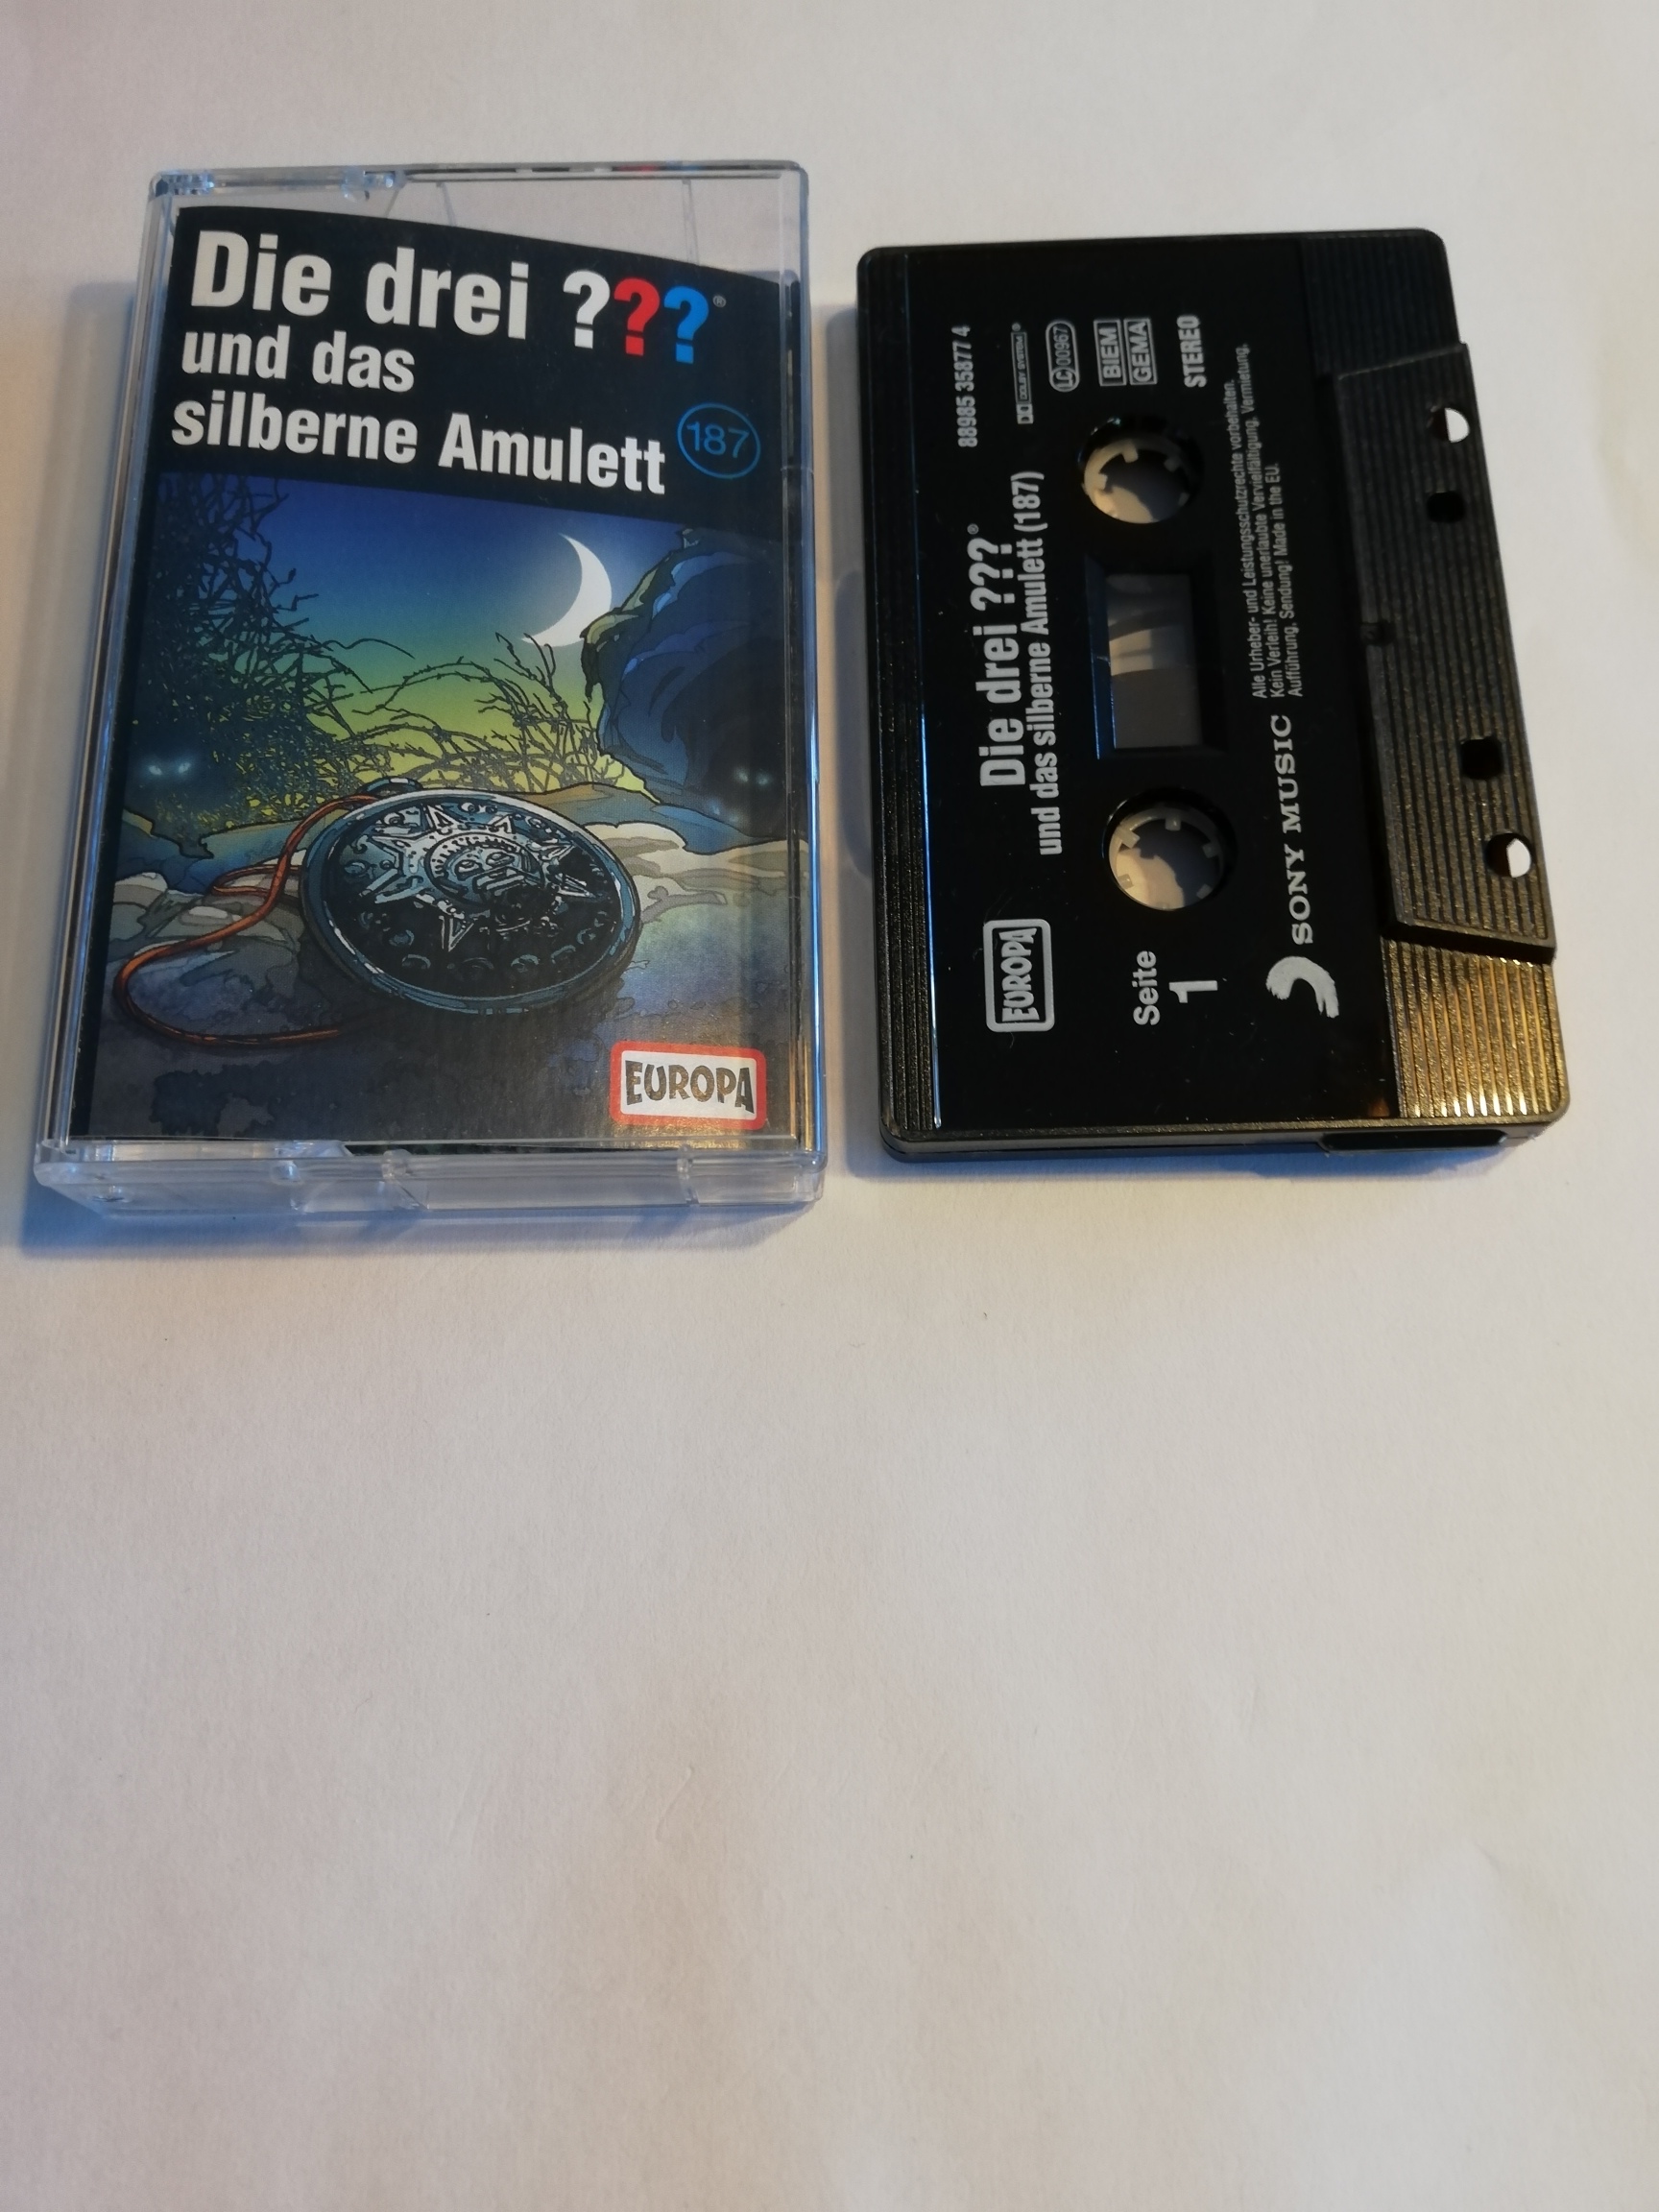 Die drei ???®
und das
silberne Amulett
187
EUROPA
88985 35877 4
DOLBY SYSTEM®
LC 00967
BIEM
GEMA
STEREO
Die drei ???®
und das silberne Amulett (187)
EUROPA
Seite
1
SONY MUSIC
Alle Urheber- und Leistungsschutzrechte vorbehalten.
Kein Verleih! Keine unerlaubte Vervielfältigung, Vermietung,
Aufführung, Sendung! Made in the EU.